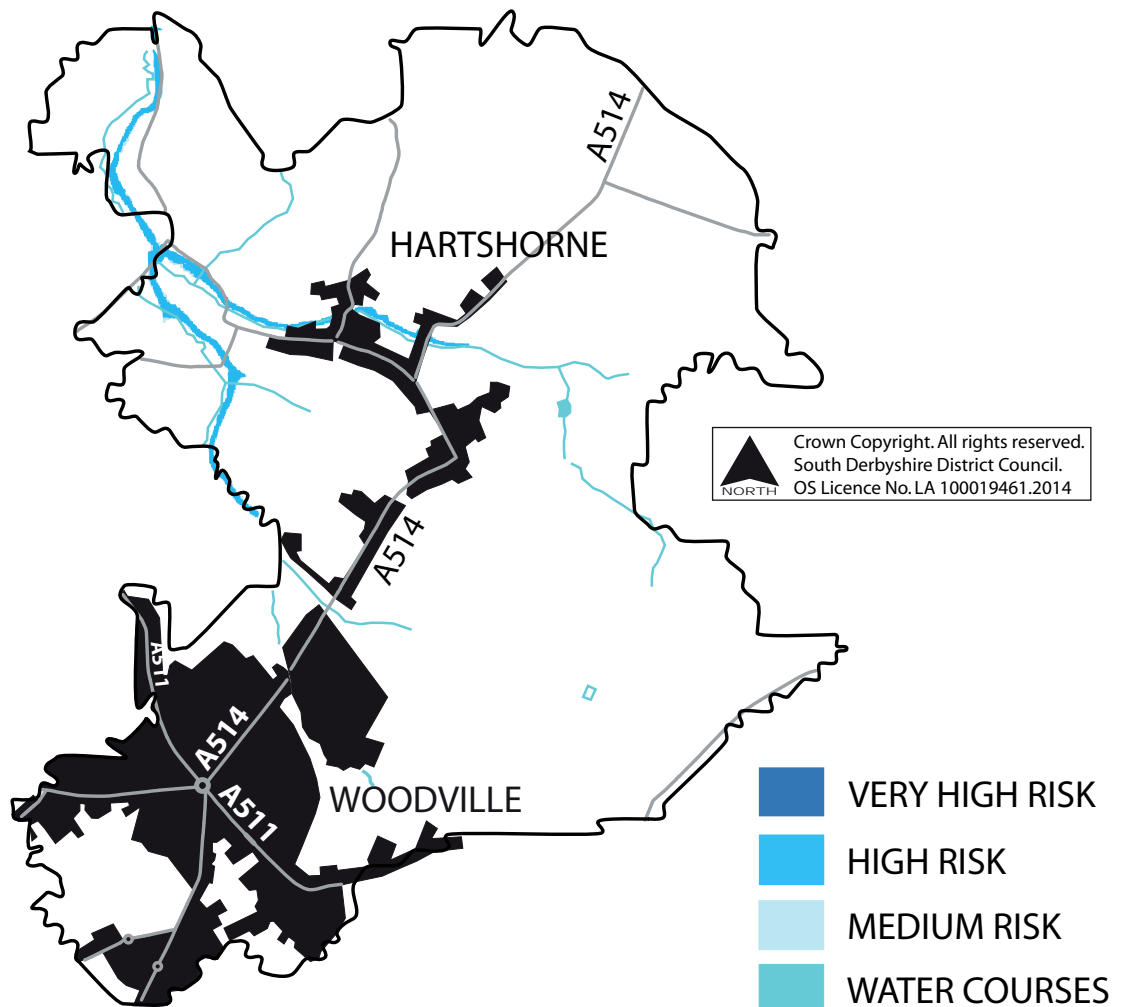 A514
HARTSHORNE
Crown Copyright. All rights reserved.
South Derbyshire District Council.
OS Licence No. LA 100019461.2014
NORTH
A514
A511
A514
A511
WOODVILLE
VERY HIGH RISK
HIGH RISK
MEDIUM RISK
WATER COURSES